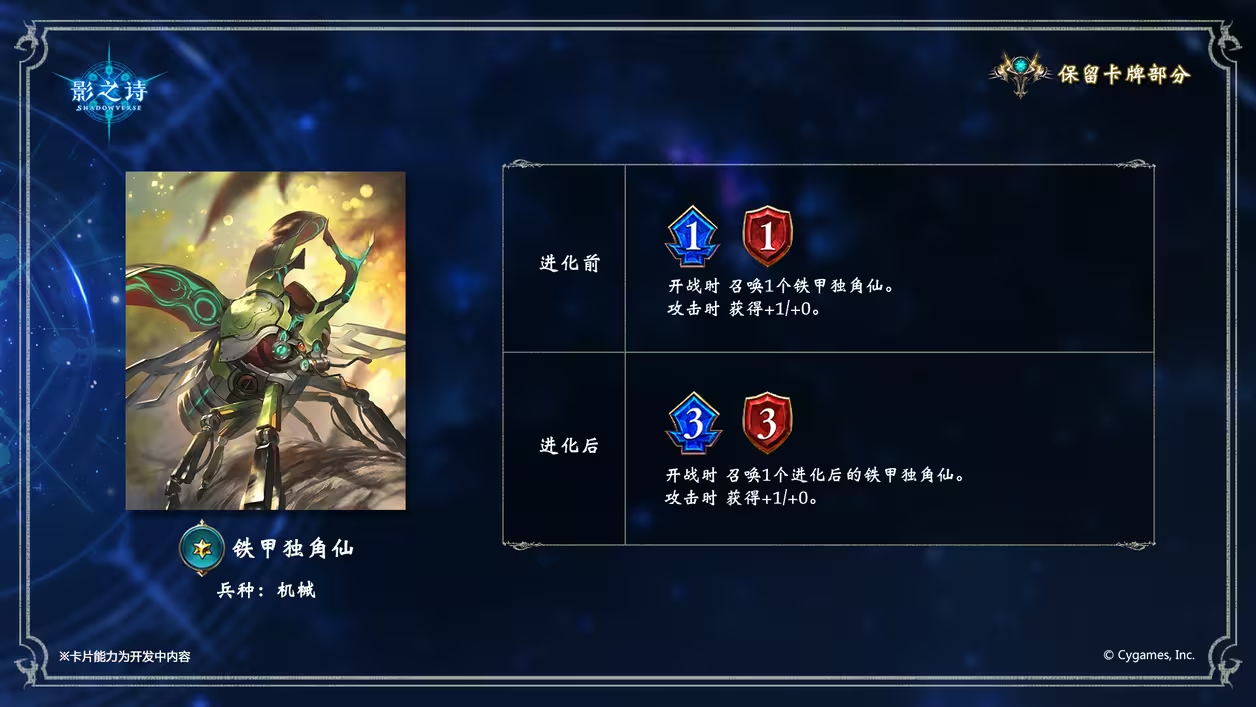 影之诗
SHADOWVERSE
保留卡牌部分
进化前
1 1
开战时 召唤1个铁甲独角仙。
攻击时 获得+1/+0。
进化后
3 3
开战时 召唤1个进化后的铁甲独角仙。
攻击时 获得+1/+0。
铁甲独角仙
兵种：机械
※卡片能力为开发中内容
© Cygames, Inc.